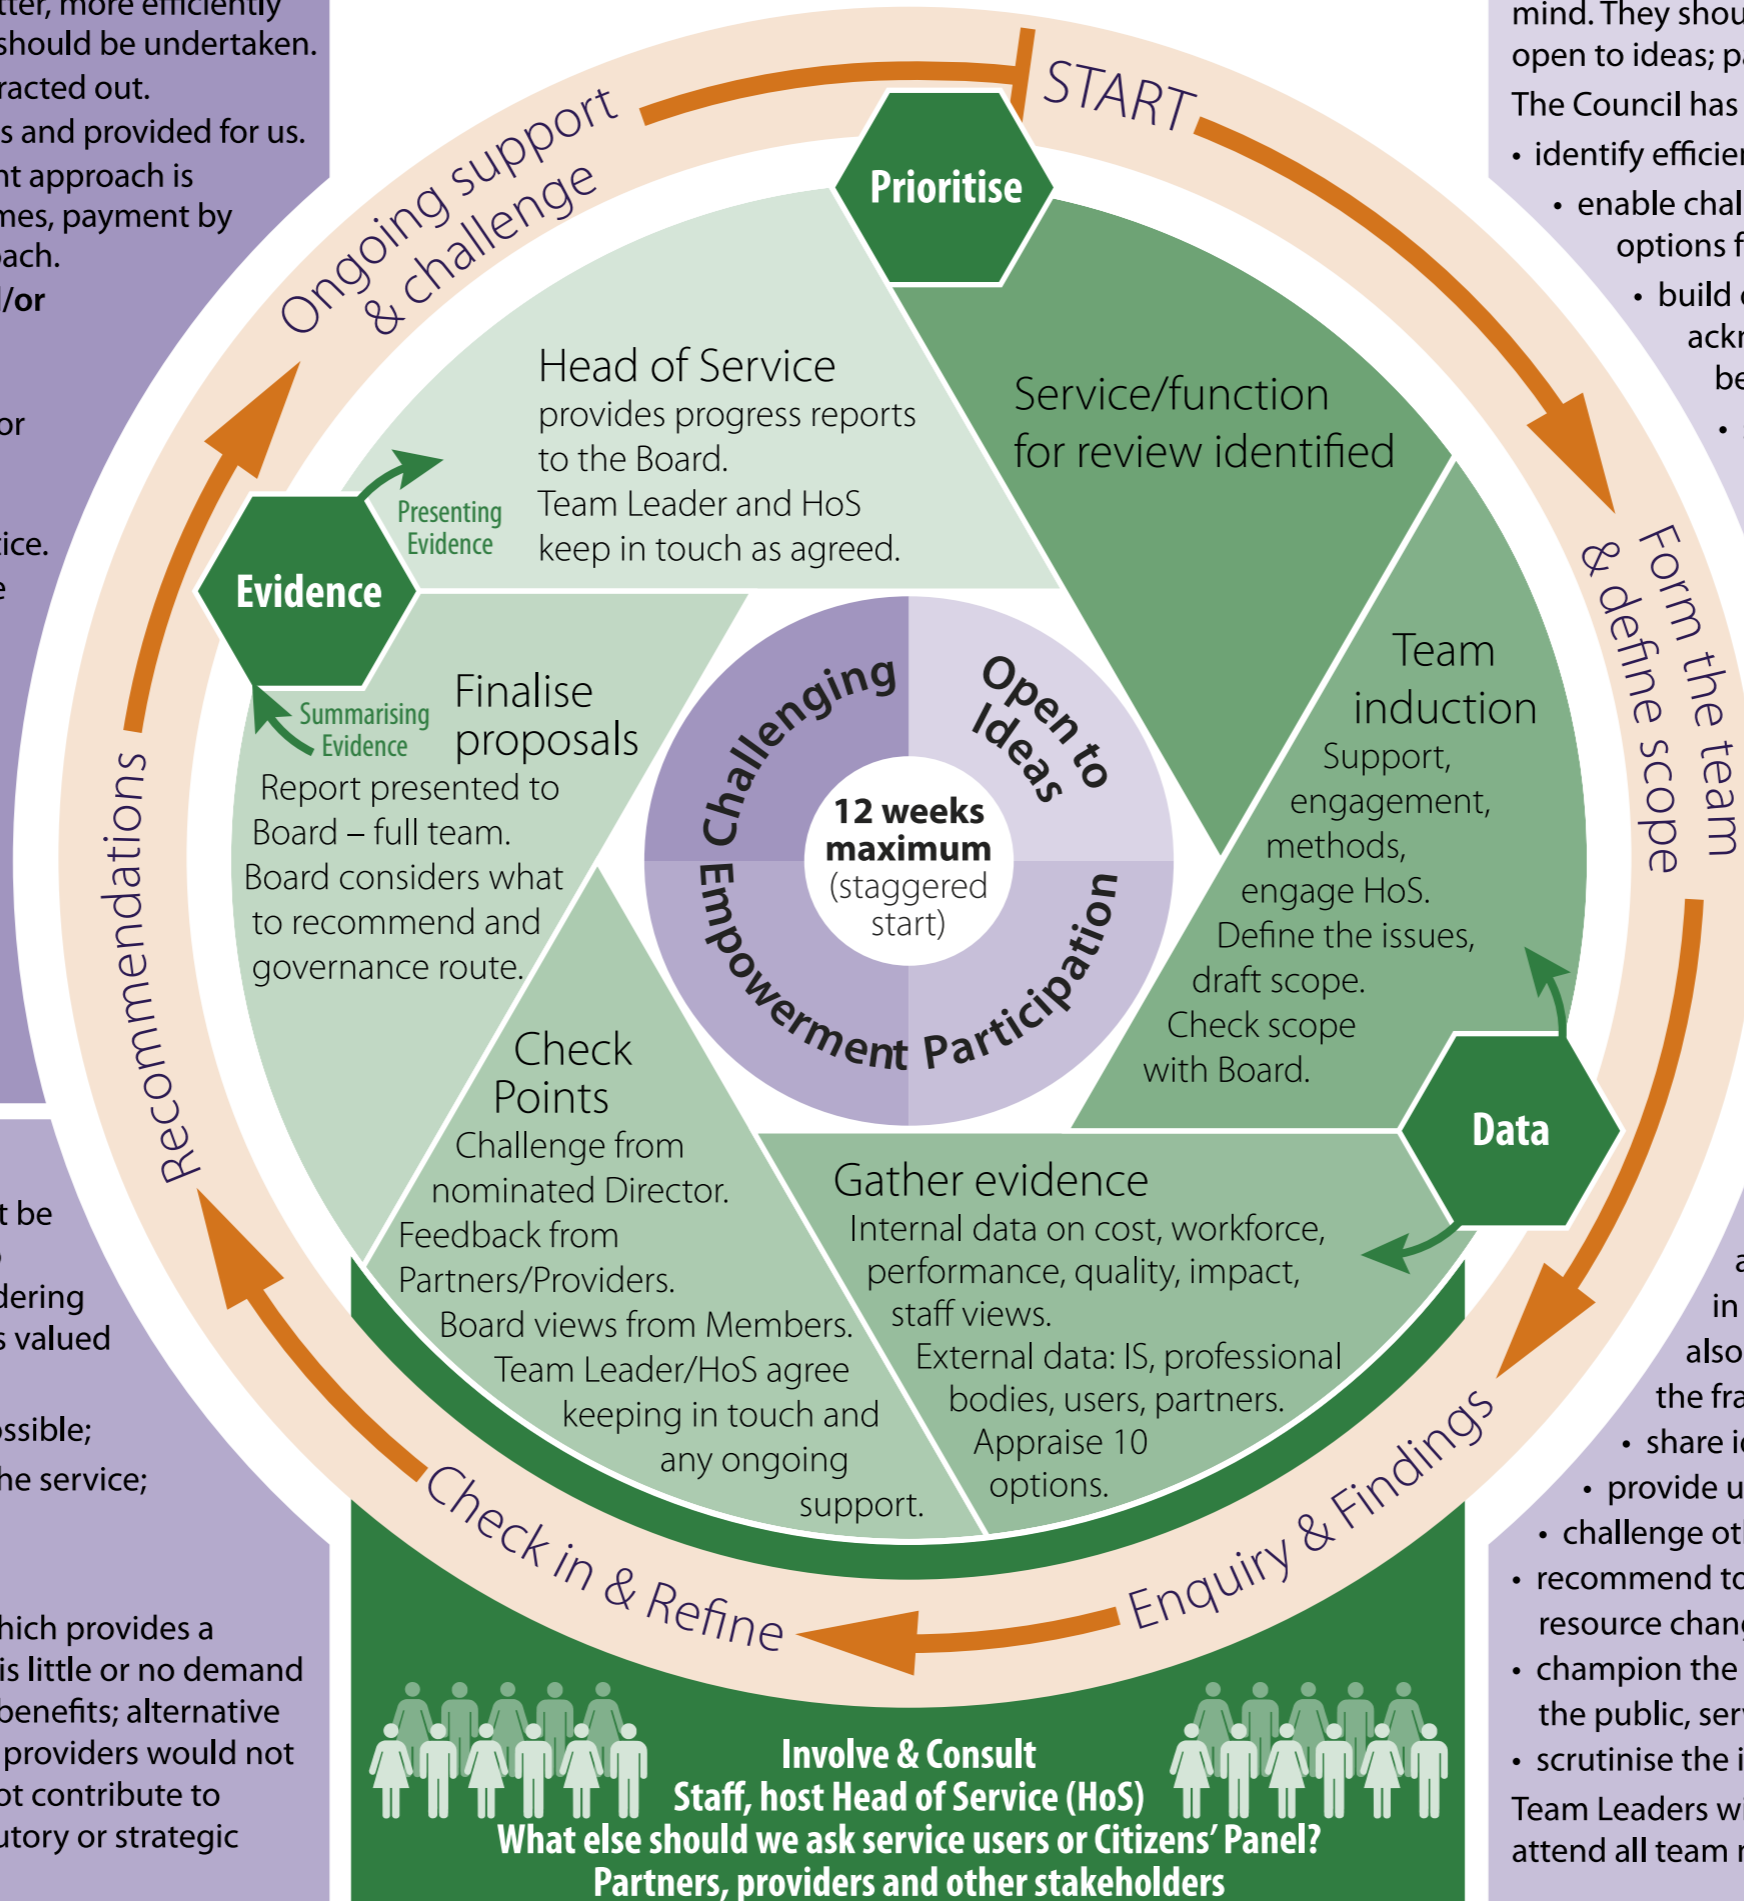 tter, more efficiently
should be undertaken.
racted out.
s and provided for us.
nt approach is
mes, payment by
ach.
/or
or
tice.
e
t be
dering
s valued
ossible;
he service;
hich provides a
is little or no demand
benefits; alternative
providers would not
ot contribute to
utory or strategic
START
Form the team
& define scope
Enquiry & Findings
Check in & Refine
Recommendations
Ongoing support
& challenge
Prioritise
Service/function
for review identified
Team
induction
Support,
engagement,
methods,
engage HoS.
Define the issues,
draft scope.
Check scope
with Board.
Data
Gather evidence
Internal data on cost, workforce,
performance, quality, impact,
staff views.
External data: IS, professional
bodies, users, partners.
Appraise 10
options.
Check
Points
Challenge from
nominated Director.
Feedback from
Partners/Providers.
Board views from Members.
Team Leader/HoS agree
keeping in touch and
any ongoing
support.
Finalise
proposals
Report presented to
Board – full team.
Board considers what
to recommend and
governance route.
Summarising
Evidence
Evidence
Presenting
Evidence
Head of Service
provides progress reports
to the Board.
Team Leader and HoS
keep in touch as agreed.
Challenging
Open to
Ideas
Participation
Empowerment
12 weeks
maximum
(staggered
start)
Involve & Consult
Staff, host Head of Service (HoS)
What else should we ask service users or Citizens’ Panel?
Partners, providers and other stakeholders
mind. They shou
open to ideas; pa
The Council has
• identify efficien
• enable chal
options f
• build
ackn
be
•
a
in
also
the fra
• share id
• provide u
• challenge oth
• recommend to
resource chang
• champion the
the public, serv
• scrutinise the i
Team Leaders wi
attend all team